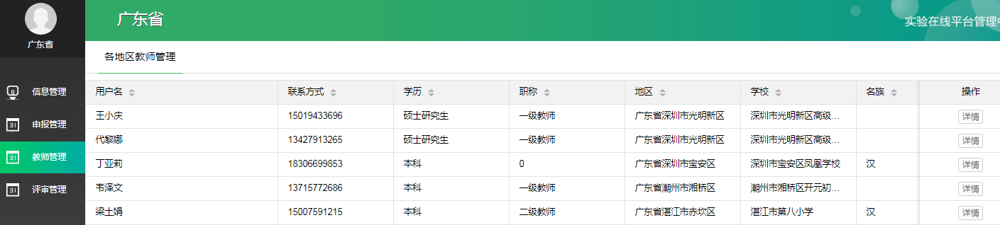 广东省
实验在线平台管理中
广东省
各地区教师管理
信息管理
申报管理
教师管理
评审管理
用户名 联系方式 学历 职称 地区 学校 名族 操作
王小庆 15019433696 硕士研究生 一级教师 广东省深圳市光明新区 深圳市光明新区高级... 详情
代黎娜 13427913265 硕士研究生 一级教师 广东省深圳市光明新区 深圳市光明新区高级... 详情
丁亚莉 18306699853 本科 0 广东省深圳市宝安区 深圳市宝安区凤凰学校 汉 详情
韦泽文 13715772686 本科 一级教师 广东省潮州市湘桥区 潮州市湘桥区开元初... 详情
梁土娟 15007591215 本科 二级教师 广东省湛江市赤坎区 湛江市第八小学 汉 详情